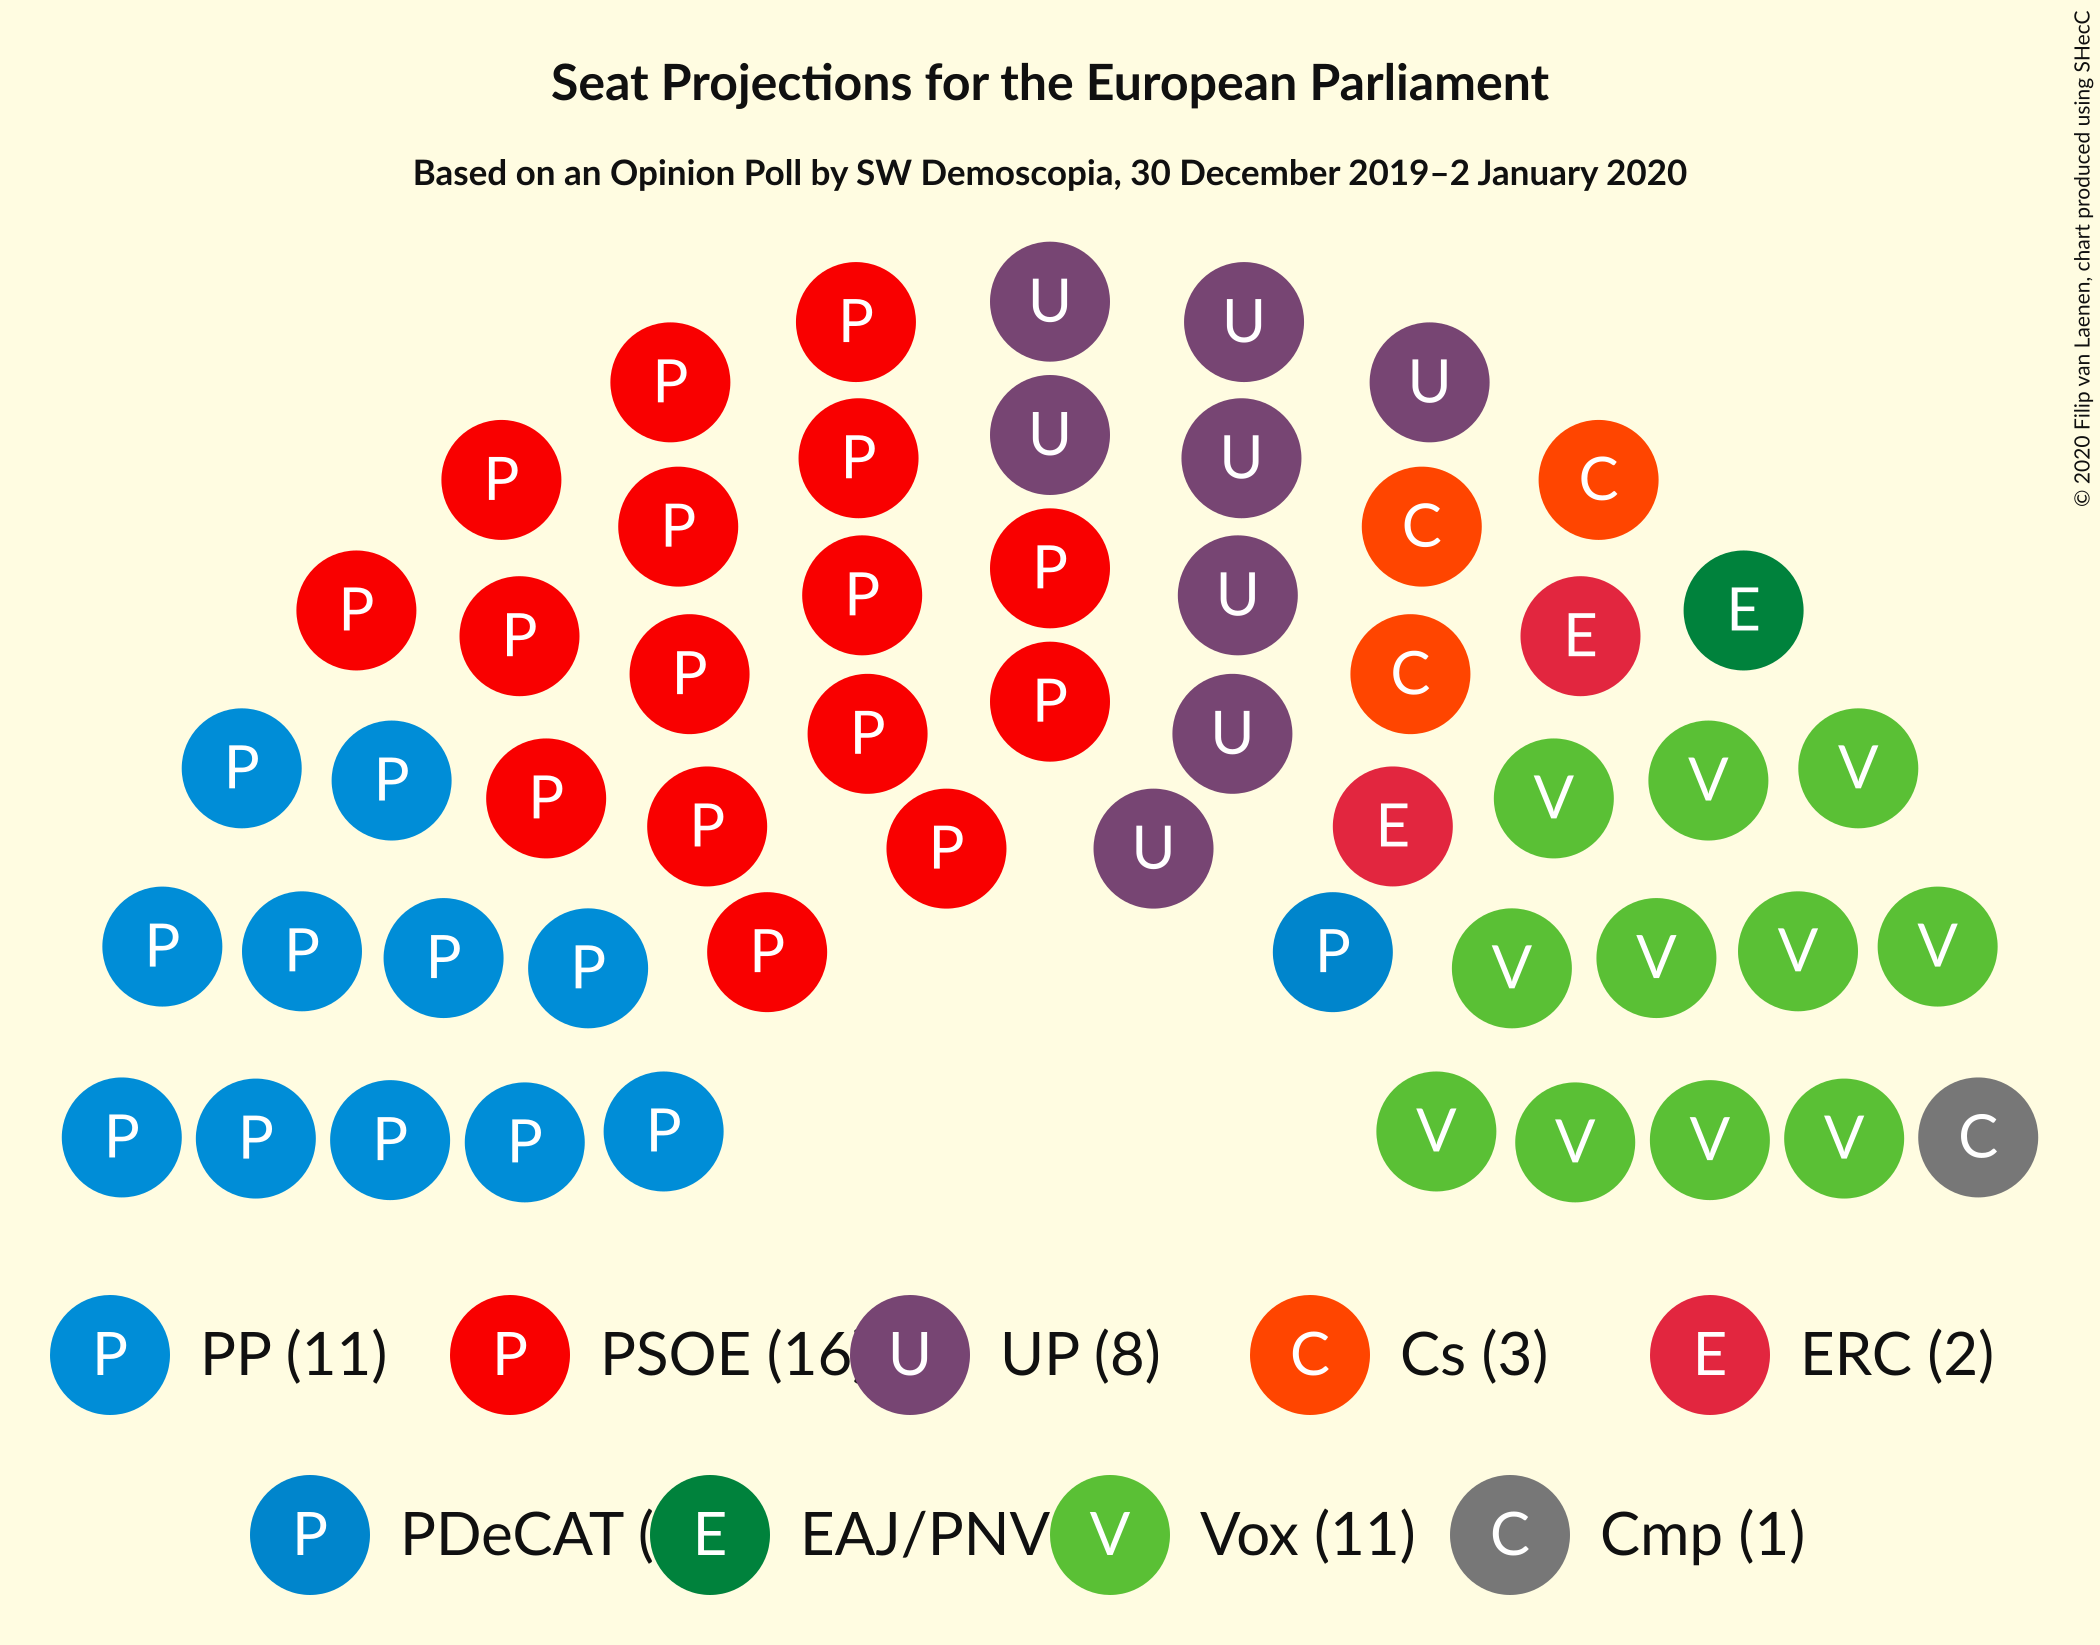 Seat Projections for the European Parliament
Based on an Opinion Poll by SW Demoscopia, 30 December 2019–2 January 2020
© 2020 Filip van Laenen, chart produced using SHecC
U
P U
P U
U
P U
P C
P C
P U
P
P U
P E
P E
P C
P
P U
P U
P V
P V
P V
P E
P U
P V
P V
P P
P V
P V
P V
P V
P V
P V
P C
P PP (11) P PSOE (16) U UP (8) C Cs (3) E ERC (2)
P PDeCAT ( E EAJ/PNV V Vox (11) C Cmp (1)